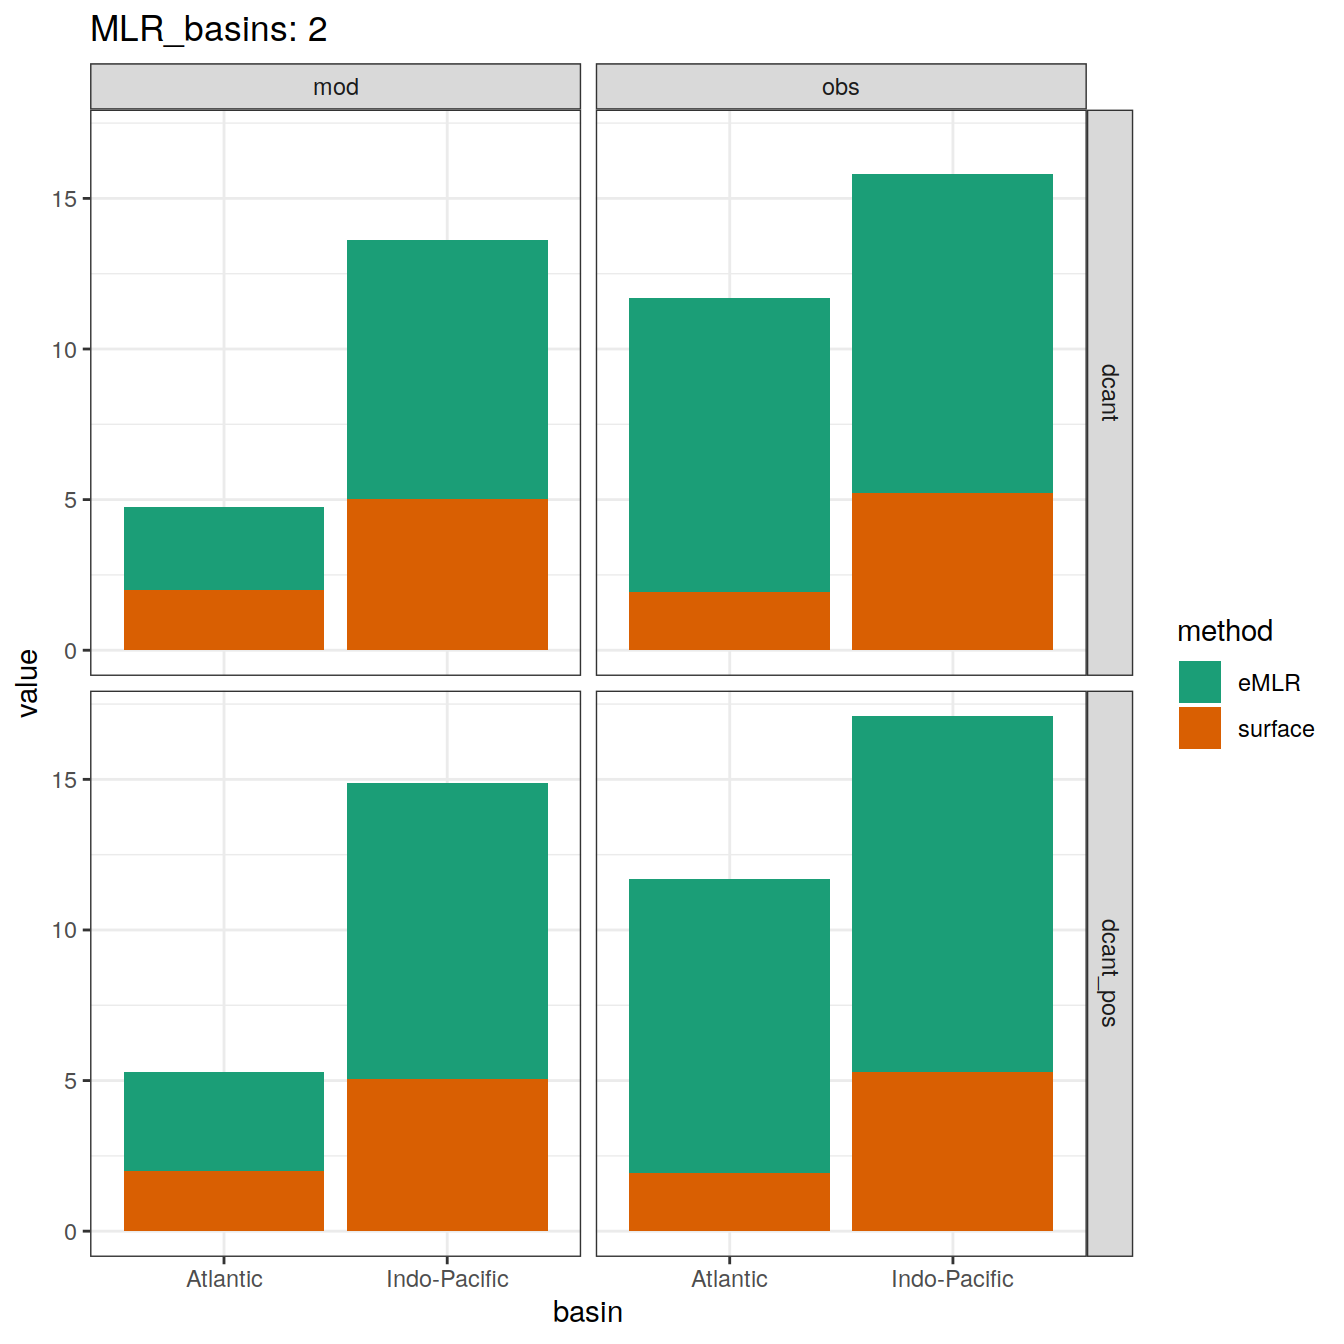 MLR_basins: 2
mod
obs
15
10
5
0
dcant
value
15
10
5
0
dcant_pos
Atlantic
Indo-Pacific
Atlantic
Indo-Pacific
basin
method
eMLR
surface